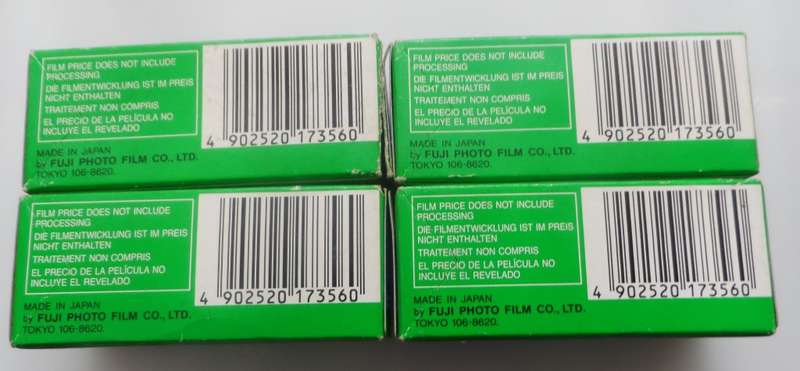 FILM PRICE DOES NOT INCLUDE
PROCESSING
DIE FILMENTWICKLUNG IST IM PREIS
NICHT ENTHALTEN
TRAITEMENT NON COMPRIS
EL PRECIO DE LA PELÍCULA NO
INCLUYE EL REVELADO
4 902520 173560
MADE IN JAPAN
by FUJI PHOTO FILM CO., LTD.
TOKYO 106-8620.
FILM PRICE DOES NOT INCLUDE
PROCESSING
DIE FILMENTWICKLUNG IST IM PREIS
NICHT ENTHALTEN
TRAITEMENT NON COMPRIS
EL PRECIO DE LA PELÍCULA NO
INCLUYE EL REVELADO
4 902520 173560
MADE IN JAPAN
by FUJI PHOTO FILM CO., LTD.
TOKYO 106-8620.
FILM PRICE DOES NOT INCLUDE
PROCESSING
DIE FILMENTWICKLUNG IST IM PREIS
NICHT ENTHALTEN
TRAITEMENT NON COMPRIS
EL PRECIO DE LA PELÍCULA NO
INCLUYE EL REVELADO
4 902520 173560
MADE IN JAPAN
by FUJI PHOTO FILM CO., LTD.
TOKYO 106-8620.
FILM PRICE DOES NOT INCLUDE
PROCESSING
DIE FILMENTWICKLUNG IST IM PREIS
NICHT ENTHALTEN
TRAITEMENT NON COMPRIS
EL PRECIO DE LA PELÍCULA NO
INCLUYE EL REVELADO
4 902520 173560
MADE IN JAPAN
by FUJI PHOTO FILM CO., LTD.
TOKYO 106-8620.